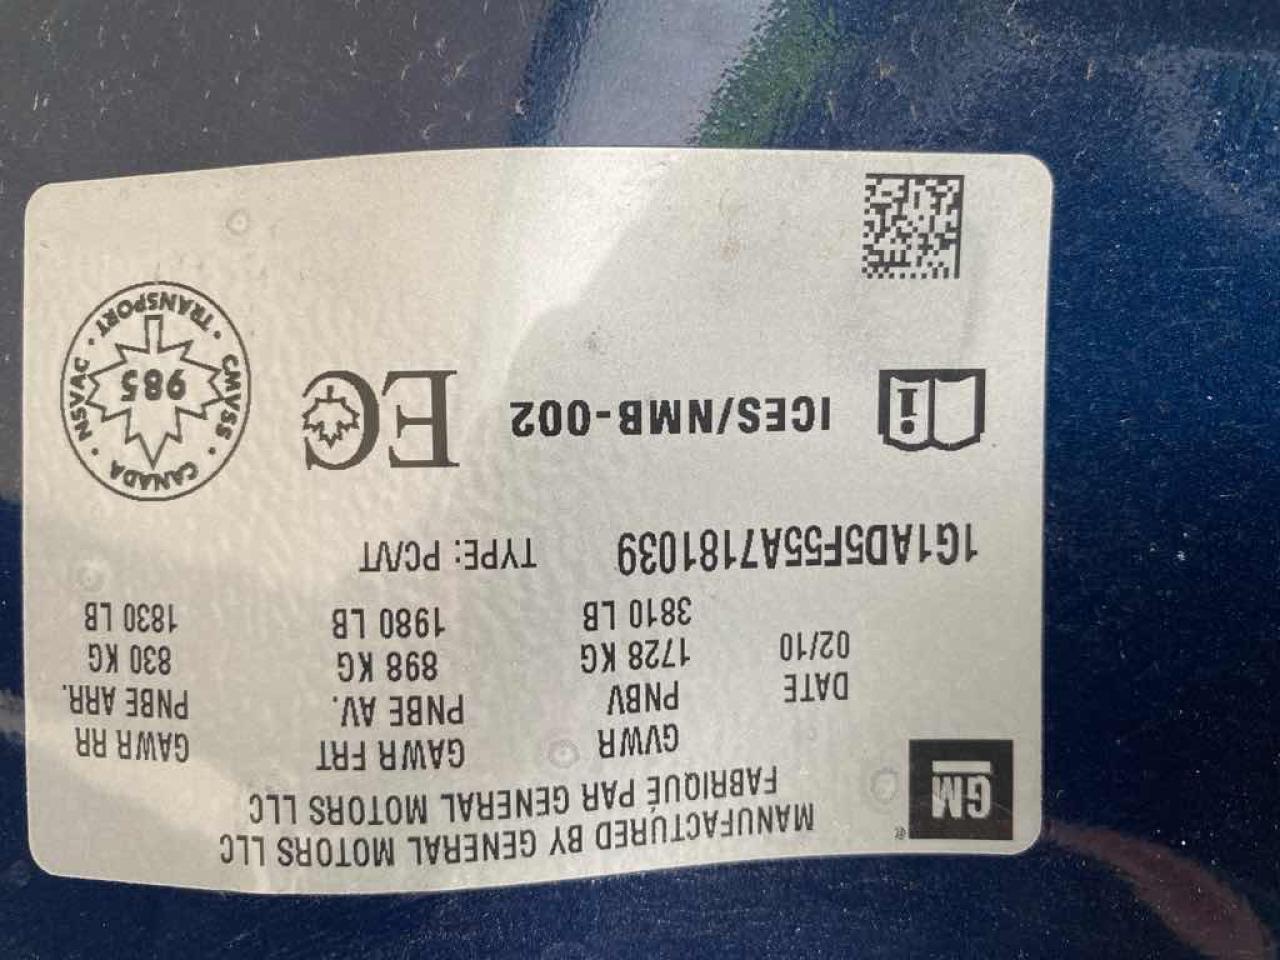 GM
MANUFACTURED BY GENERAL MOTORS LLC
FABRIQUÉ PAR GENERAL MOTORS LLC
DATE GVWR GAWR FRT GAWR RR
PNBV PNBE AV. PNBE ARR.
02/10 1728 KG 898 KG 830 KG
3810 LB 1980 LB 1830 LB
1G1AD5F55A7181039 TYPE: PC/VT
i ICES/NMB-002 EC
CANADA · CMVSS · TRANSPORT · NSVAC ·
985